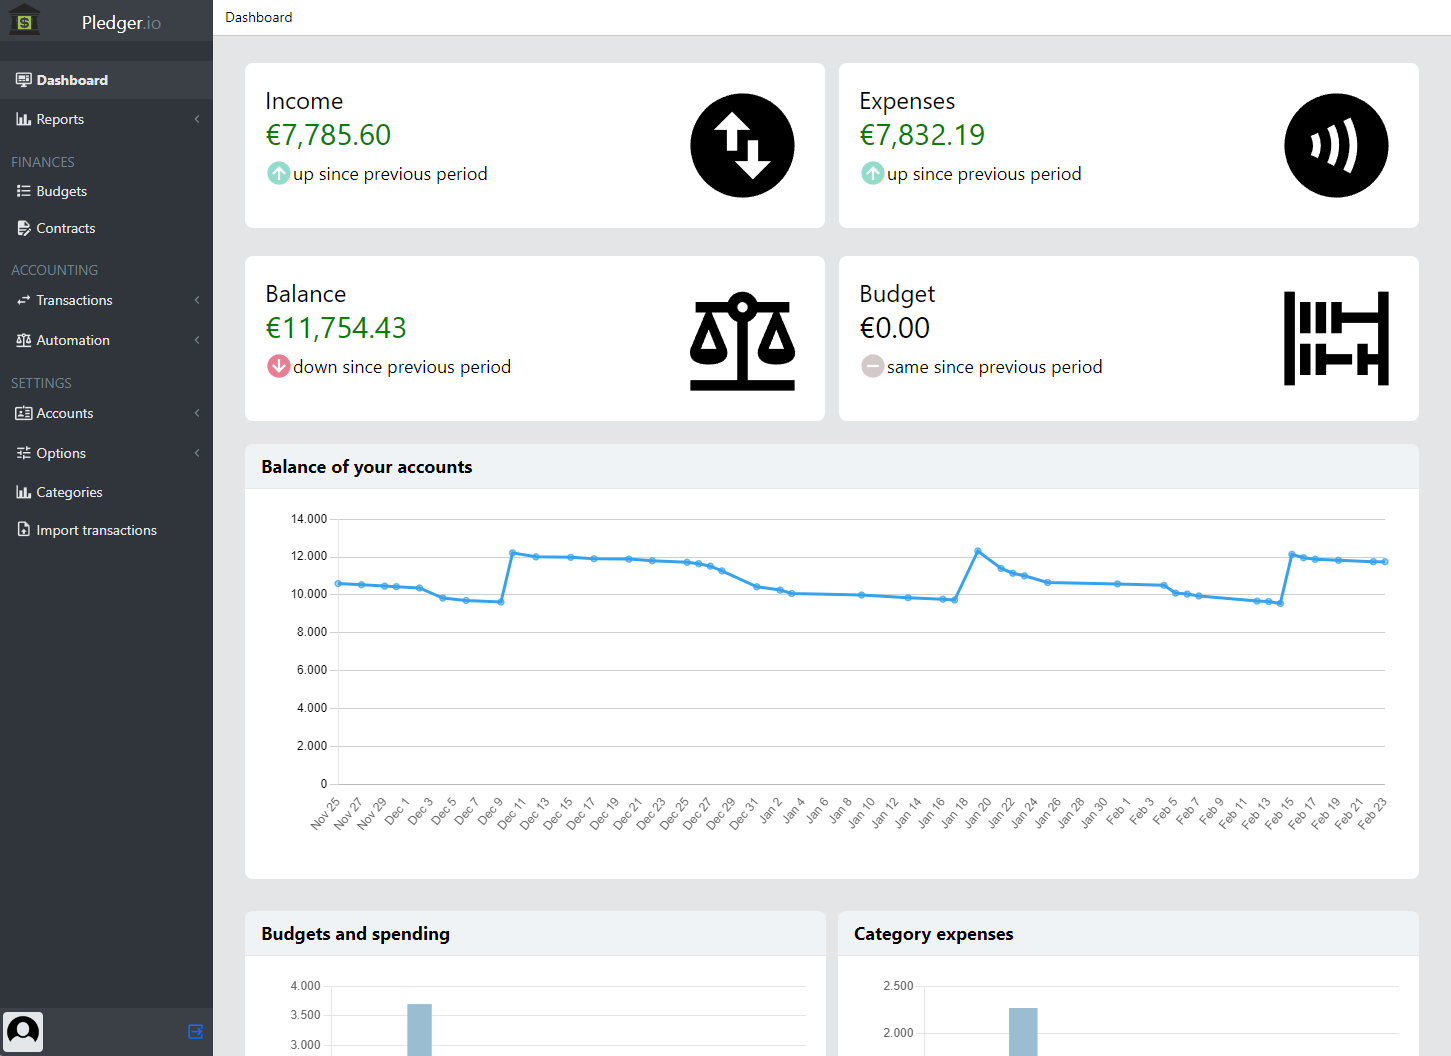 Pledger.io
Dashboard
Dashboard
Reports
FINANCES
Budgets
Contracts
ACCOUNTING
Transactions
Automation
SETTINGS
Accounts
Options
Categories
Import transactions
Income
€7,785.60
up since previous period
Expenses
€7,832.19
up since previous period
Balance
€11,754.43
down since previous period
Budget
€0.00
same since previous period
Balance of your accounts
14.000
12.000
10.000
8.000
6.000
4.000
2.000
0
Nov 25
Nov 27
Nov 29
Dec 1
Dec 3
Dec 5
Dec 7
Dec 9
Dec 11
Dec 13
Dec 15
Dec 17
Dec 19
Dec 21
Dec 23
Dec 25
Dec 27
Dec 29
Dec 31
Jan 2
Jan 4
Jan 6
Jan 8
Jan 10
Jan 12
Jan 14
Jan 16
Jan 18
Jan 20
Jan 22
Jan 24
Jan 26
Jan 28
Jan 30
Feb 1
Feb 3
Feb 5
Feb 7
Feb 9
Feb 11
Feb 13
Feb 15
Feb 17
Feb 19
Feb 21
Feb 23
Budgets and spending
4.000
3.500
3.000
Category expenses
2.500
2.000